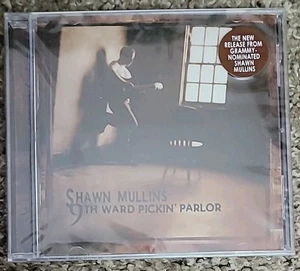 THE NEW
RELEASE FROM
GRAMMY-
NOMINATED
SHAWN
MULLINS
SHAWN MULLINS
9TH WARD PICKIN' PARLOR